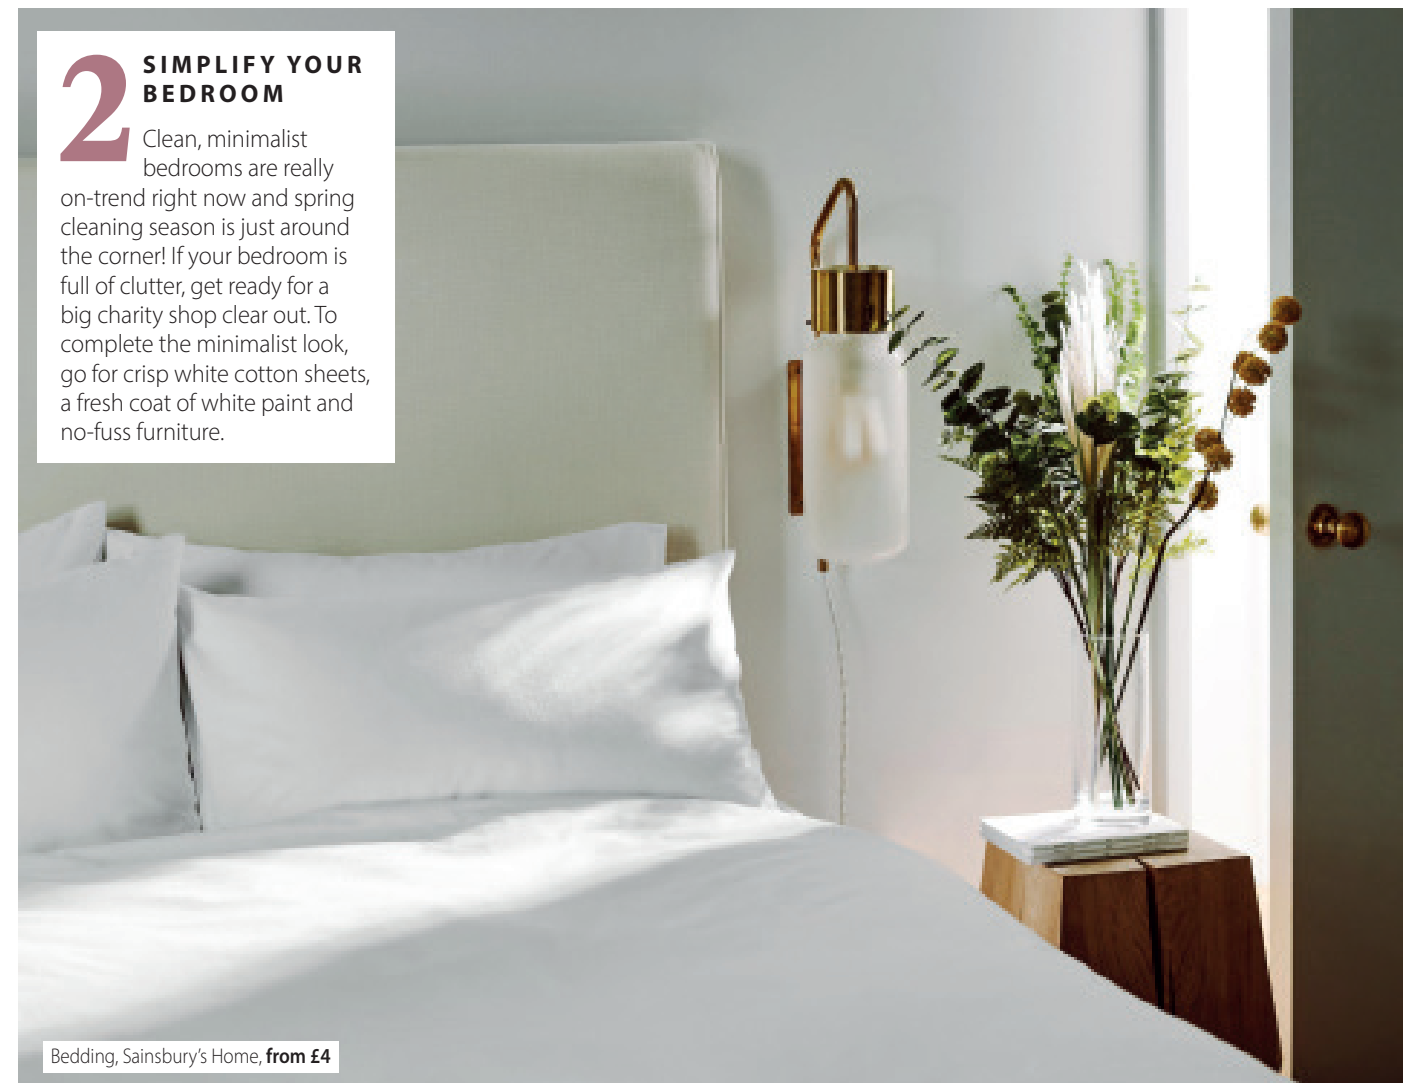 2
SIMPLIFY YOUR
BEDROOM
Clean, minimalist
bedrooms are really
on-trend right now and spring
cleaning season is just around
the corner! If your bedroom is
full of clutter, get ready for a
big charity shop clear out. To
complete the minimalist look,
go for crisp white cotton sheets,
a fresh coat of white paint and
no-fuss furniture.
Bedding, Sainsbury's Home, from £4